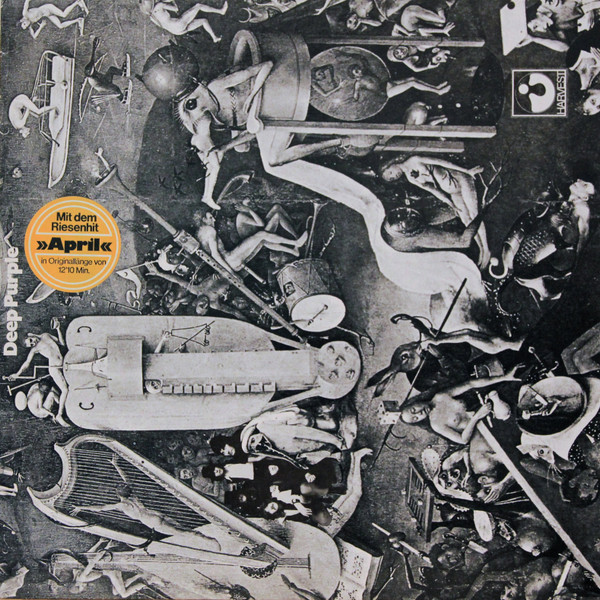 HARVEST
Mit dem
Riesenhit
»April«
in Originallänge von
12'10 Min.
Deep Purple